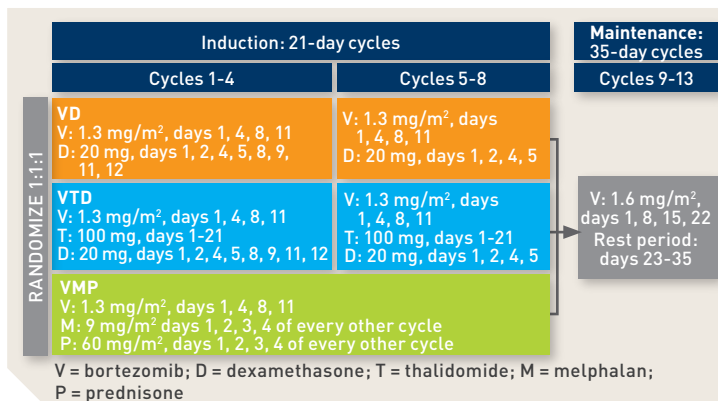 Induction: 21-day cycles
Maintenance:
35-day cycles
Cycles 1-4
Cycles 5-8
Cycles 9-13
RANDOMIZE 1:1:1
VD
V: 1.3 mg/m², days 1, 4, 8, 11
D: 20 mg, days 1, 2, 4, 5, 8, 9,
11, 12
V: 1.3 mg/m², days
1,4, 8, 11
D: 20 mg, days 1, 2, 4, 5
VTD
V: 1.3 mg/m², days 1, 4, 8, 11
T: 100 mg, days 1-21
D: 20 mg, days 1, 2, 4, 5, 8, 9, 11, 12
V: 1.3 mg/m², days
1,4, 8, 11
T: 100 mg, days 1-21
D: 20 mg, days 1, 2, 4, 5
VMP
V: 1.3 mg/m², days 1, 4, 8, 11
M: 9 mg/m² days 1, 2, 3, 4 of every other cycle
P: 60 mg/m², days 1, 2, 3, 4 of every other cycle
V: 1.6 mg/m²,
days 1, 8, 15, 22
Rest period:
days 23-35
V = bortezomib; D = dexamethasone; T = thalidomide; M = melphalan;
P = prednisone